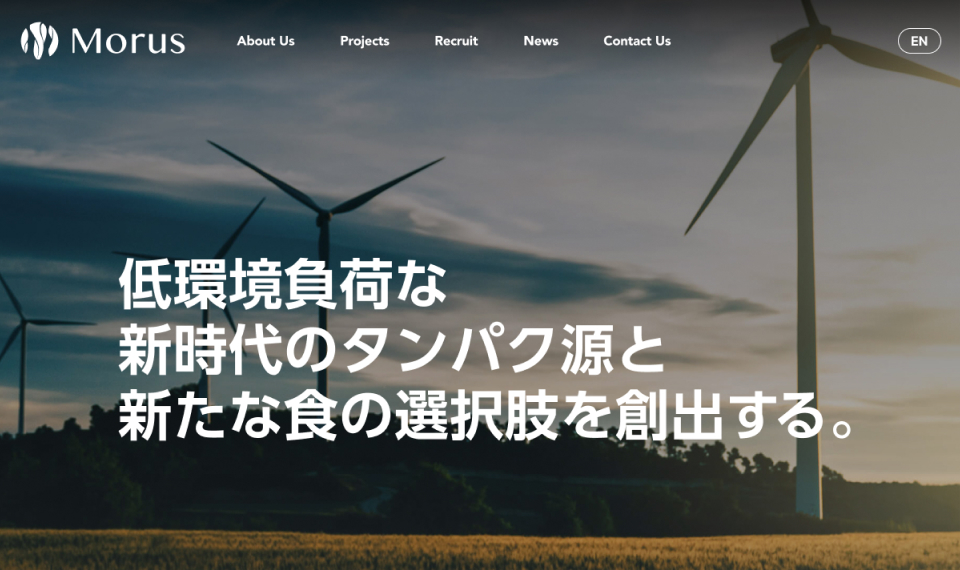 Morus
About Us
Projects
Recruit
News
Contact Us
EN
低環境負荷な
新時代のタンパク源と
新たな食の選択肢を創出する。